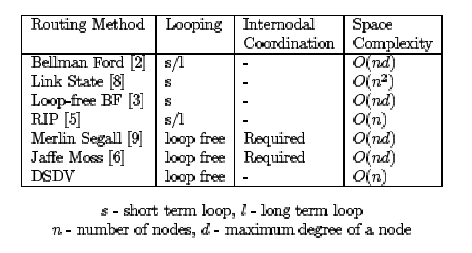 Routing Method Looping Internodal Space
Coordination Complexity
Bellman Ford [2] s/l - O(nd)
Link State [8] s - O(n²)
Loop-free BF [3] s - O(nd)
RIP [5] s/l - O(n)
Merlin Segall [9] loop free Required O(nd)
Jaffe Moss [6] loop free Required O(nd)
DSDV loop free - O(n)
s - short term loop, l - long term loop
n - number of nodes, d - maximum degree of a node